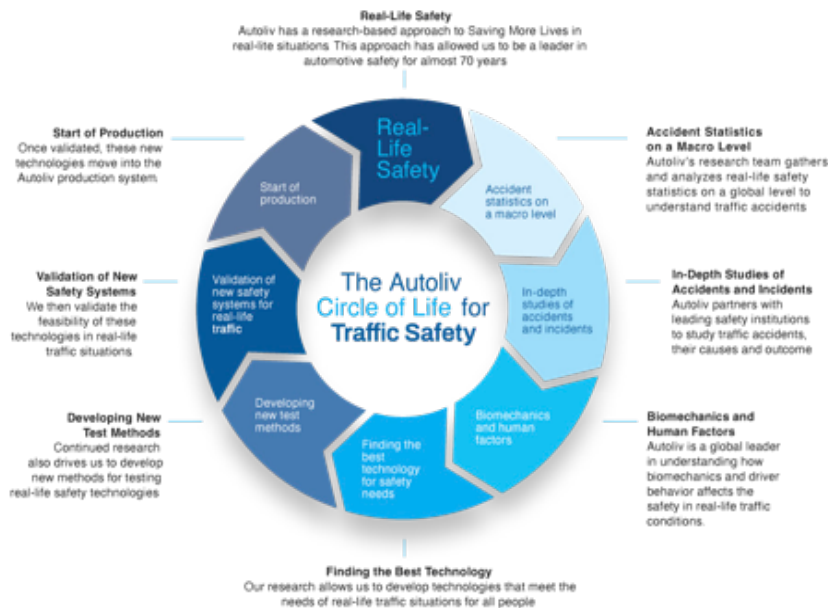 Real-Life Safety
Autoliv has a research-based approach to Saving More Lives in
real-lite situations. This approach has allowed us to be a leader in
automotive safety for almost 70 years
Start of Production
Once validated, these new
technologies move into the
Autoliv production system.
Real-
Life
Safety
Accident Statistics
on a Macro Level
Autoliv's research team gathers
and analyzes real-life safety
statistics on a global level to
understand traffic accidents
Start of
production
Accident
statistics on
a macro level
Validation of New
Safety Systems
We then validate the
feasibility of these
technologies in real-life
traffic situations
Validation of
new safety
systems for
real-life
traffic
The Autoliv
Circle of Life for
Traffic Safety
In-depth
studies of
accidents
and incidents
In-Depth Studies of
Accidents and Incidents
Autoliv partners with
leading safety institutions
to study traffic accidents,
their causes and outcome
Developing New
Test Methods
Continued research
also drives us to develop
new methods for testing
real-life safety technologies
Developing
new test
methods
Finding the
best
technology
for safety
needs
Biomechanics
and human
factors
Biomechanics and
Human Factors
Autoliv is a global leader
in understanding how
biomechanics and driver
behavior affects the
safety in real-life traffic
conditions.
Finding the Best Technology
Our research allows us to develop technologies that meet the
needs of real-life traffic situations for all people